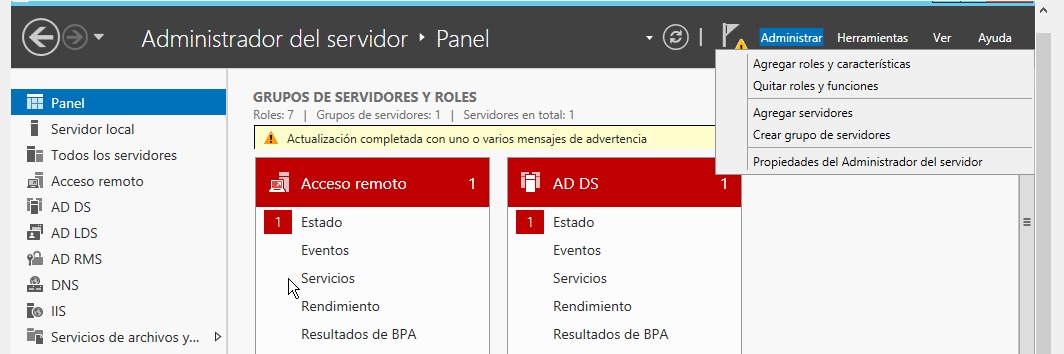 Administrador del servidor ‣ Panel
Administrar Herramientas Ver Ayuda
Agregar roles y características
Quitar roles y funciones
Agregar servidores
Crear grupo de servidores
Propiedades del Administrador del servidor
Panel
Servidor local
Todos los servidores
Acceso remoto
AD DS
AD LDS
AD RMS
DNS
IIS
Servicios de archivos y...
GRUPOS DE SERVIDORES Y ROLES
Roles: 7 | Grupos de servidores: 1 | Servidores en total: 1
Actualización completada con uno o varios mensajes de advertencia
Acceso remoto 1
1 Estado
Eventos
Servicios
Rendimiento
Resultados de BPA
AD DS 1
1 Estado
Eventos
Servicios
Rendimiento
Resultados de BPA